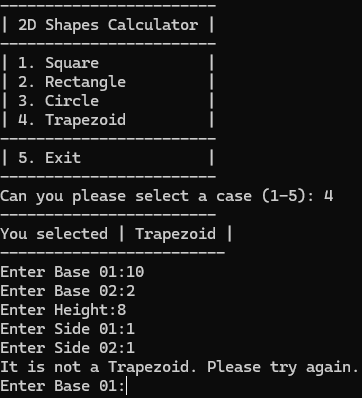 ------------------------
| 2D Shapes Calculator |
------------------------
| 1. Square            |
| 2. Rectangle         |
| 3. Circle            |
| 4. Trapezoid         |
------------------------
| 5. Exit              |
------------------------
Can you please select a case (1-5): 4
------------------------
You selected | Trapezoid |
-------------------------
Enter Base 01:10
Enter Base 02:2
Enter Height:8
Enter Side 01:1
Enter Side 02:1
It is not a Trapezoid. Please try again.
Enter Base 01: